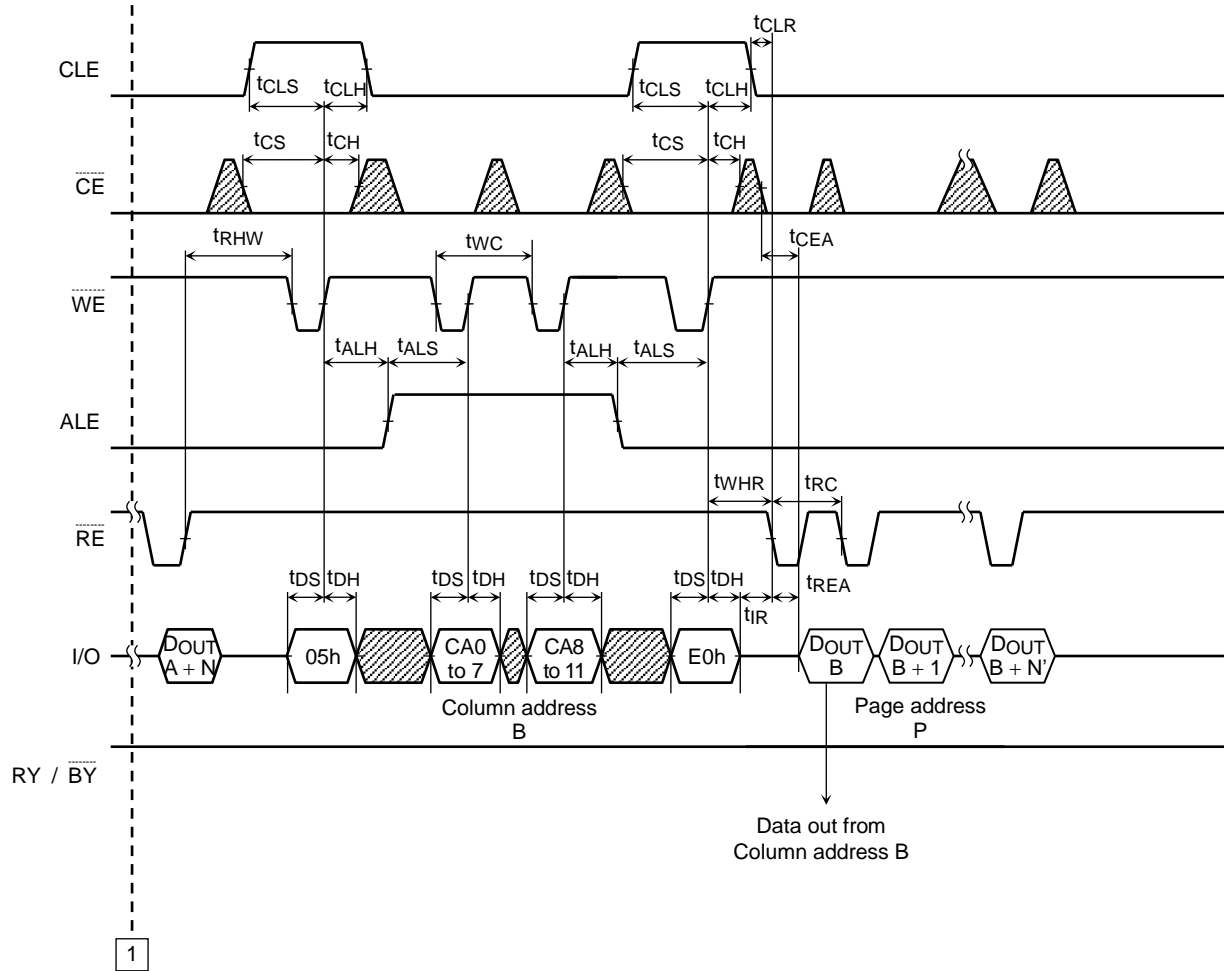 tCLR
CLE
tCLS tCLH tCLS tCLH
tCS tCH tCS tCH
CE
tRHW tWC tCEA
WE
tALH tALS tALH tALS
ALE
tWHR tRC
RE
tDS tDH tDS tDH tDS tDH tDS tDH tREA
tIR
I/O
DOUT
A + N
05h
CA0
to 7
CA8
to 11
E0h
DOUT
B
DOUT
B + 1
DOUT
B + N’
Column address
B
Page address
P
RY / BY
Data out from
Column address B
1